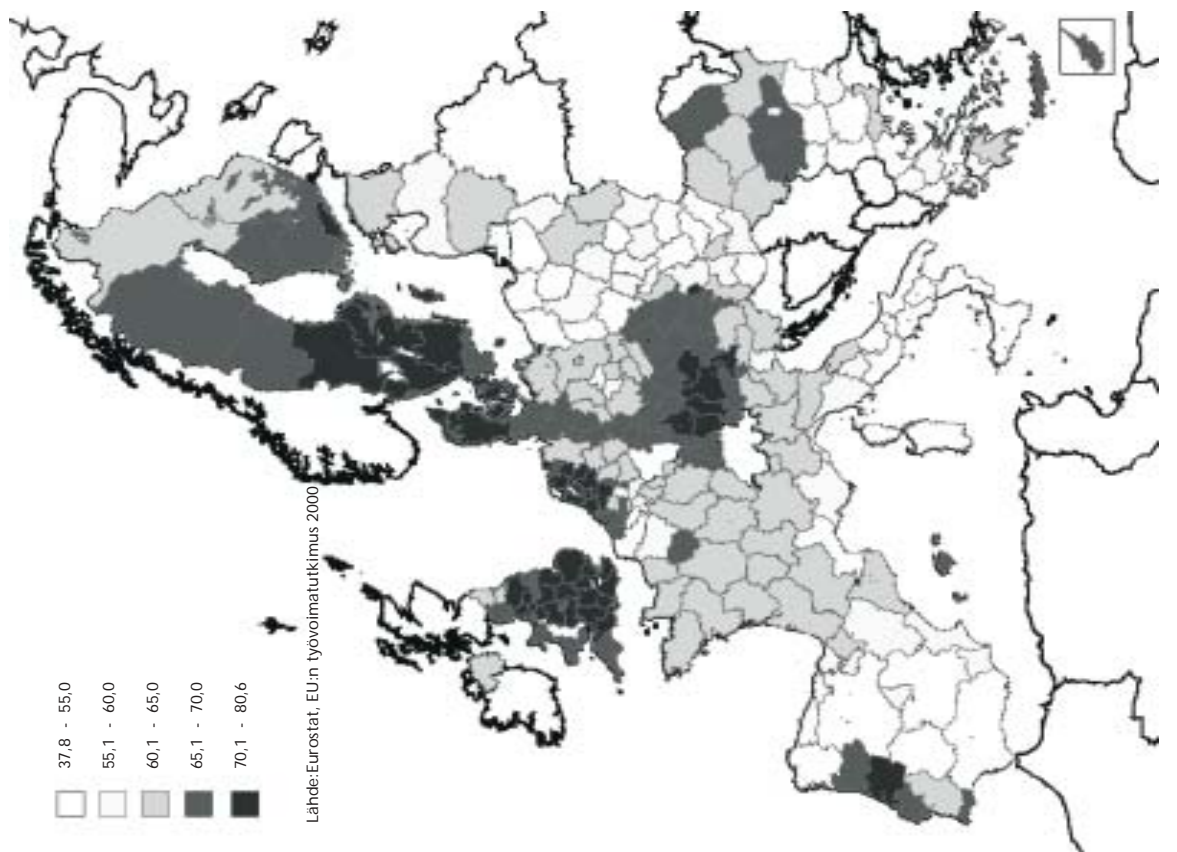 37,8 - 55,0
55,1 - 60,0
60,1 - 65,0
65,1 - 70,0
70,1 - 80,6
Lähde:Eurostat, EU:n työvoimatutkimus 2000